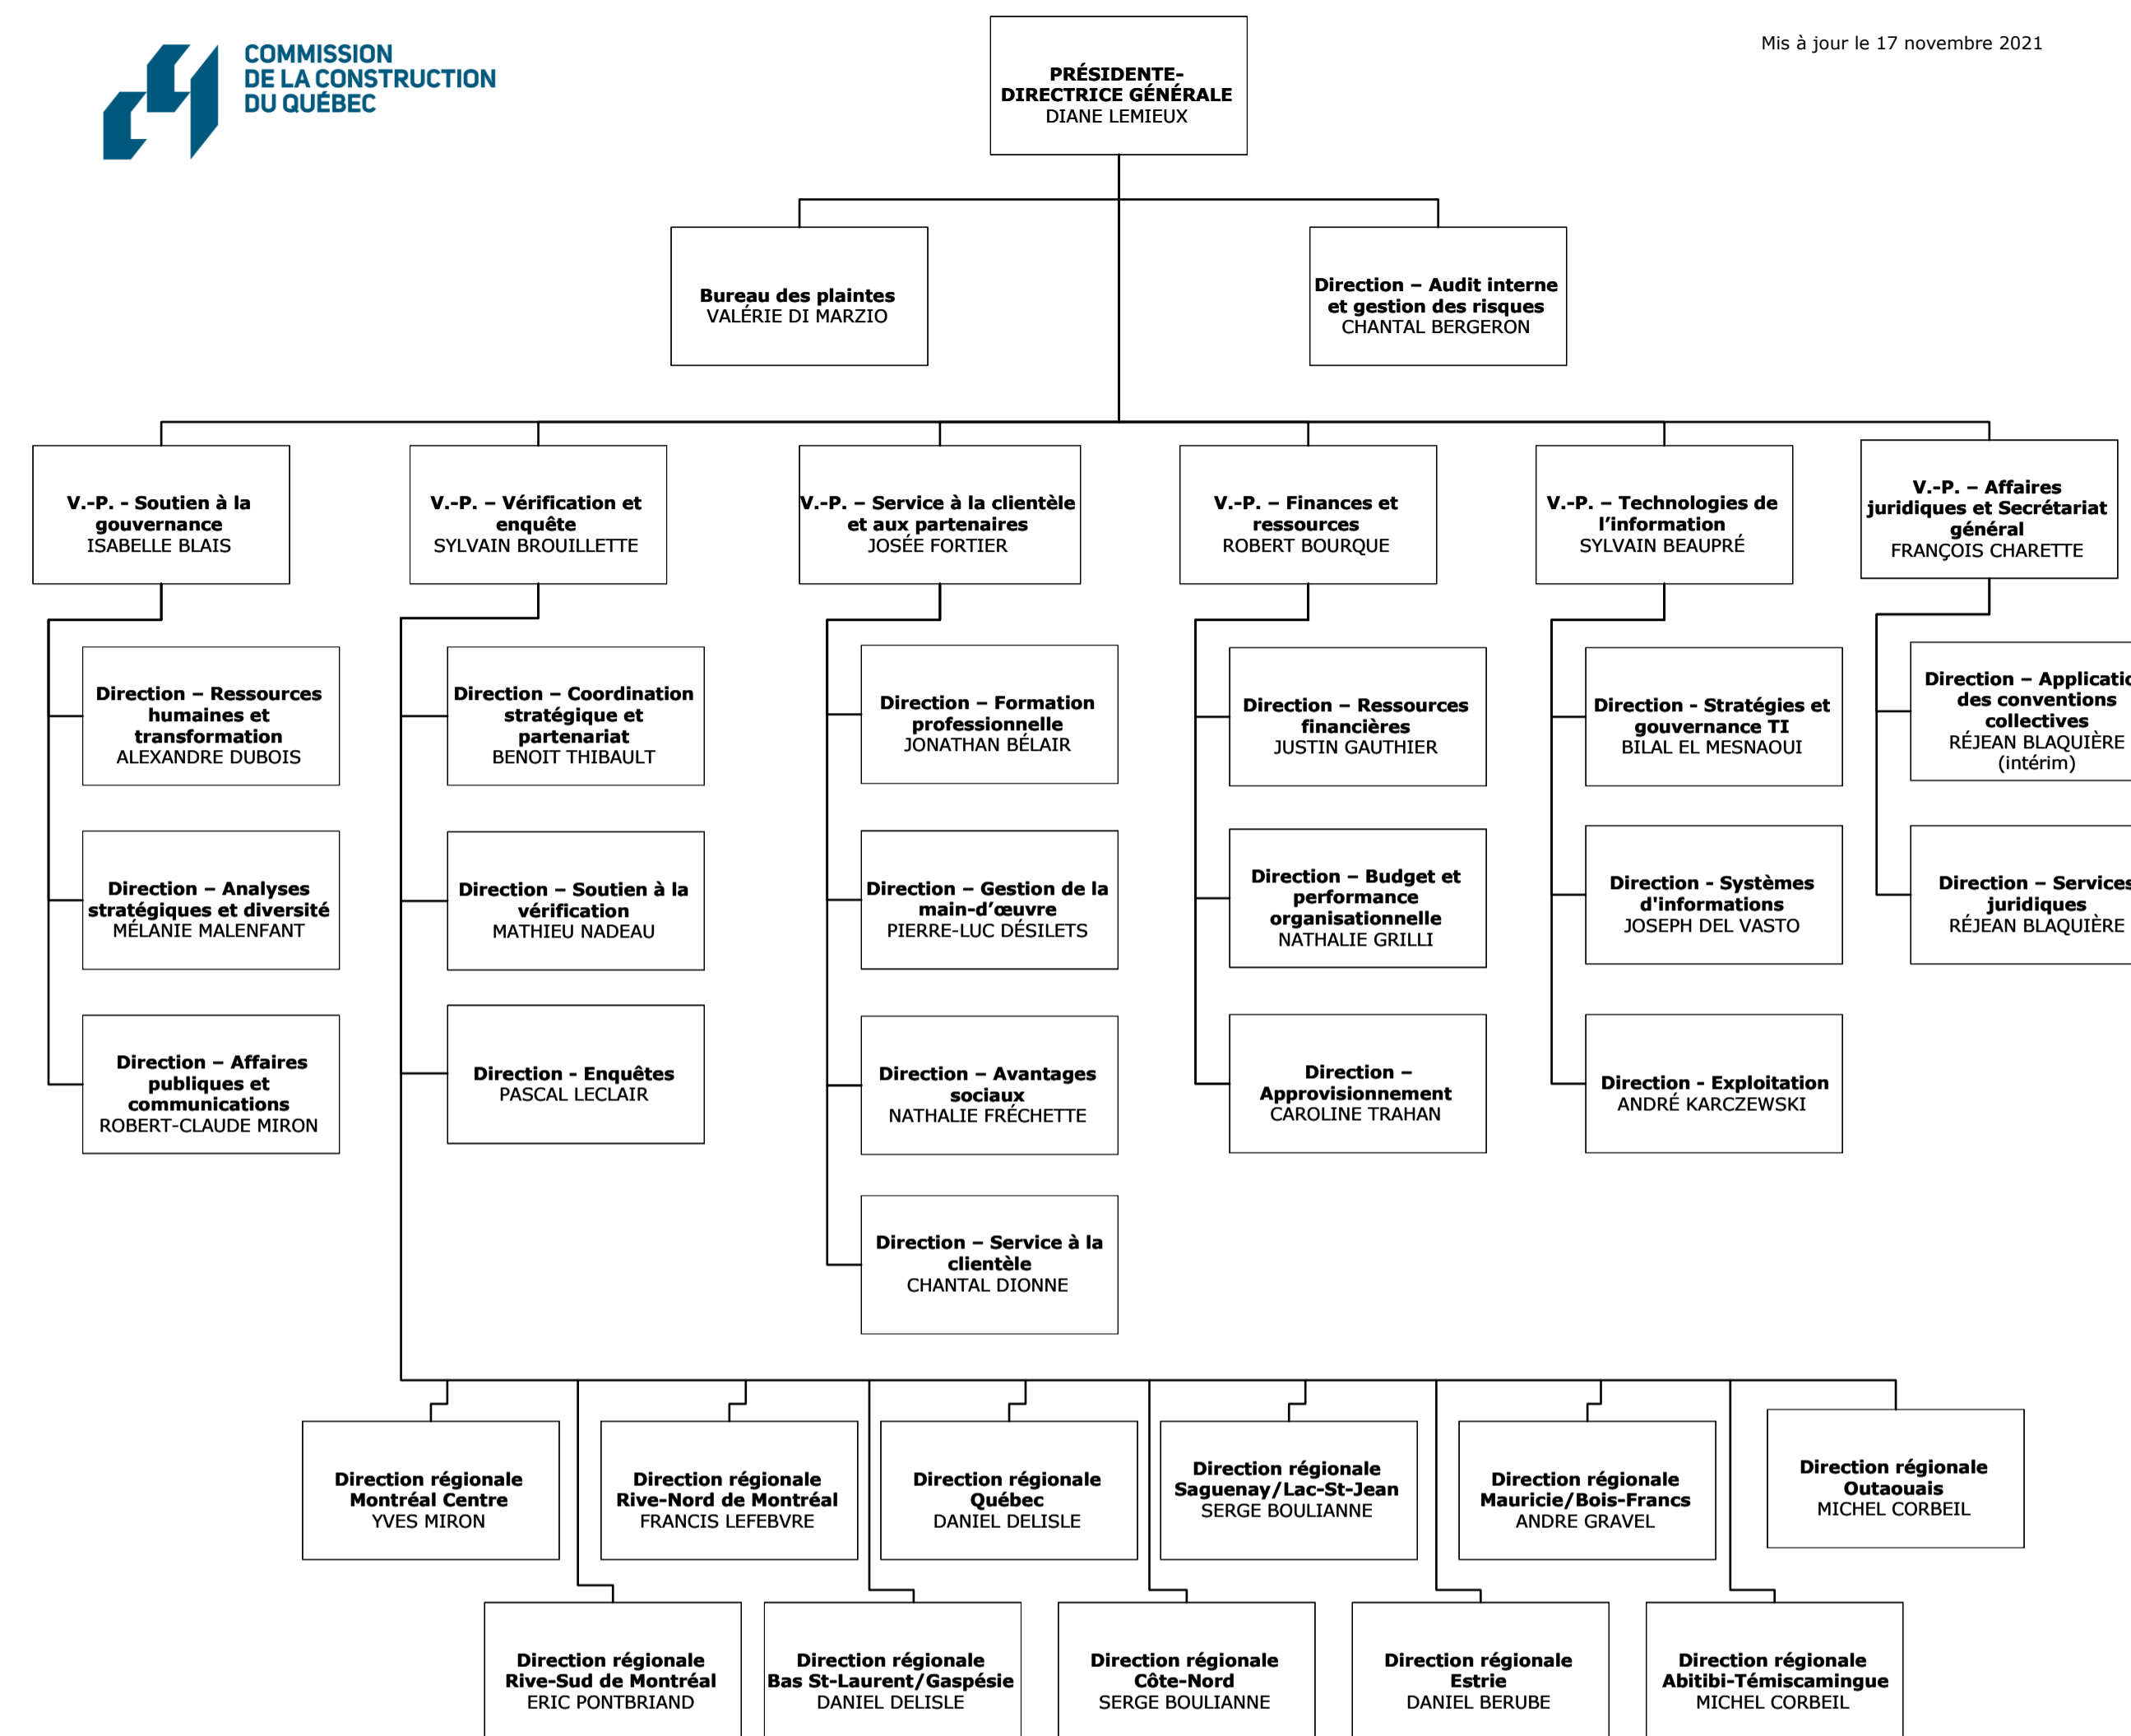 COMMISSION
DE LA CONSTRUCTION
DU QUÉBEC
Mis à jour le 17 novembre 2021
PRÉSIDENTE-
DIRECTRICE GÉNÉRALE
DIANE LEMIEUX
Bureau des plaintes
VALÉRIE DI MARZIO
Direction – Audit interne
et gestion des risques
CHANTAL BERGERON
V.-P. - Soutien à la
gouvernance
ISABELLE BLAIS
V.-P. – Vérification et
enquête
SYLVAIN BROUILLETTE
V.-P. – Service à la clientèle
et aux partenaires
JOSÉE FORTIER
V.-P. – Finances et
ressources
ROBERT BOURQUE
V.-P. – Technologies de
l’information
SYLVAIN BEAUPRÉ
V.-P. – Affaires
juridiques et Secrétariat
général
FRANÇOIS CHARETTE
Direction – Ressources
humaines et
transformation
ALEXANDRE DUBOIS
Direction – Analyses
stratégiques et diversité
MÉLANIE MALENFANT
Direction – Affaires
publiques et
communications
ROBERT-CLAUDE MIRON
Direction – Coordination
stratégique et
partenariat
BENOIT THIBAULT
Direction – Soutien à la
vérification
MATHIEU NADEAU
Direction - Enquêtes
PASCAL LECLAIR
Direction – Formation
professionnelle
JONATHAN BÉLAIR
Direction – Gestion de la
main-d’œuvre
PIERRE-LUC DÉSILETS
Direction – Avantages
sociaux
NATHALIE FRÉCHETTE
Direction – Service à la
clientèle
CHANTAL DIONNE
Direction – Ressources
financières
JUSTIN GAUTHIER
Direction – Budget et
performance
organisationnelle
NATHALIE GRILLI
Direction –
Approvisionnement
CAROLINE TRAHAN
Direction - Stratégies et
gouvernance TI
BILAL EL MESNAOUI
Direction - Systèmes
d'informations
JOSEPH DEL VASTO
Direction - Exploitation
ANDRÉ KARCZEWSKI
Direction –
des conventions
collectives
RÉJEAN BLAQUIÈRE
(intérim)
Direction – Services
juridiques
RÉJEAN BLAQUIÈRE
Direction régionale
Montréal Centre
YVES MIRON
Direction régionale
Rive-Nord de Montréal
FRANCIS LEFEBVRE
Direction régionale
Québec
DANIEL DELISLE
Direction régionale
Saguenay/Lac-St-Jean
SERGE BOULIANNE
Direction régionale
Mauricie/Bois-Francs
ANDRE GRAVEL
Direction régionale
Outaouais
MICHEL CORBEIL
Direction régionale
Rive-Sud de Montréal
ERIC PONTBRIAND
Direction régionale
Bas St-Laurent/Gaspésie
DANIEL DELISLE
Direction régionale
Côte-Nord
SERGE BOULIANNE
Direction régionale
Estrie
DANIEL BERUBE
Direction régionale
Abitibi-Témiscamingue
MICHEL CORBEIL